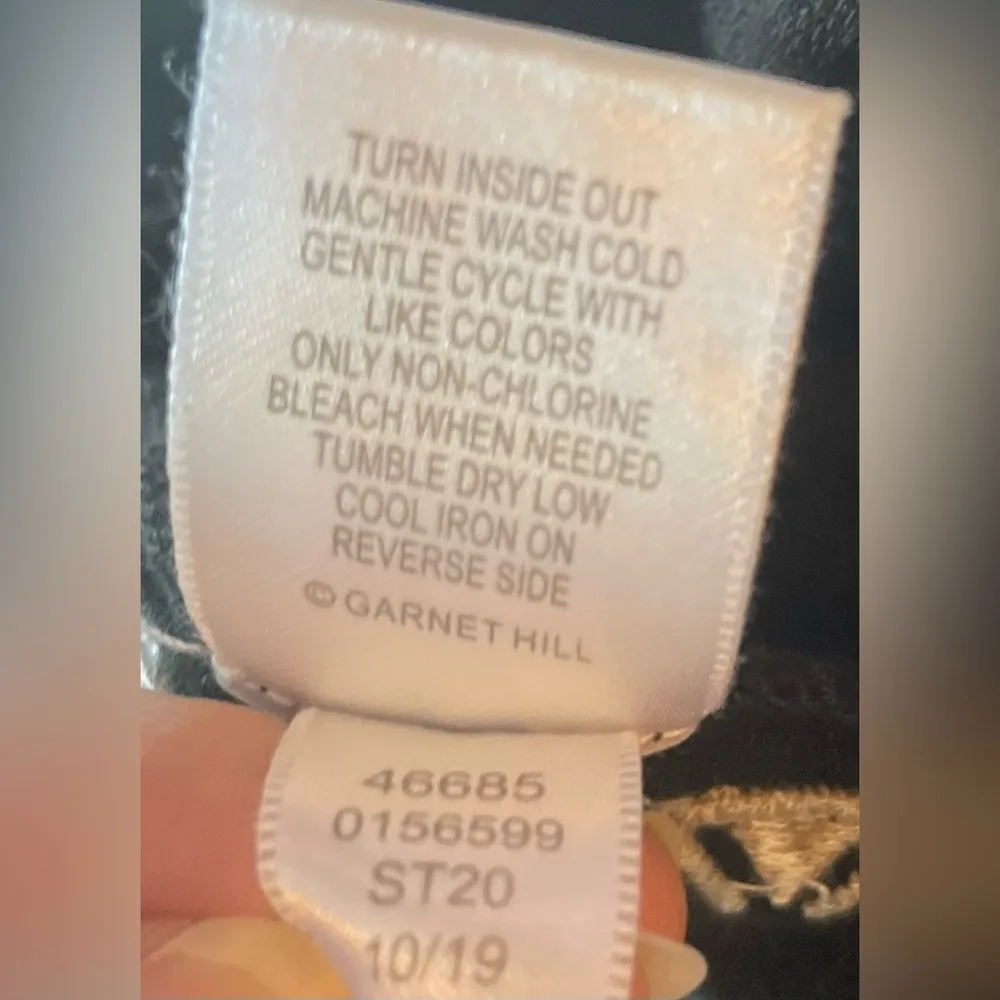 TURN INSIDE OUT
MACHINE WASH COLD
GENTLE CYCLE WITH
LIKE COLORS
ONLY NON-CHLORINE
BLEACH WHEN NEEDED
TUMBLE DRY LOW
COOL IRON ON
REVERSE SIDE
© GARNET HILL
46685
0156599
ST20
10/19